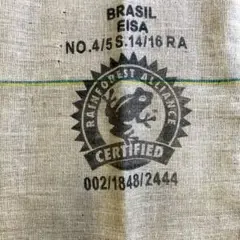 BRASIL
EISA
NO.4/5 S.14/16 RA
RAINFOREST ALLIANCE
CERTIFIED
002/1848/2444